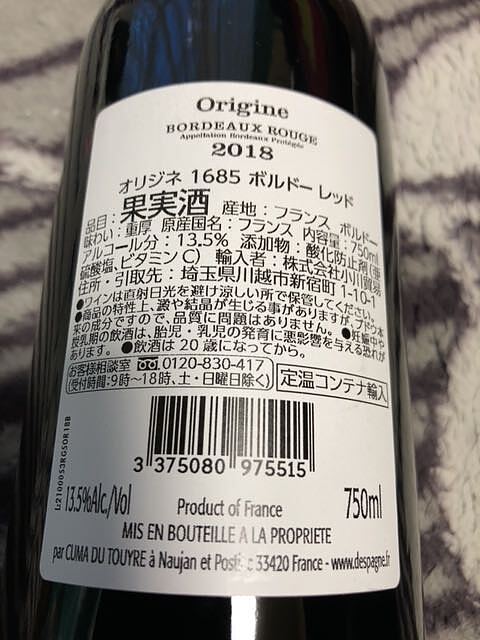 Origine
BORDEAUX ROUGE
Appellation Bordeaux Protégée
2018
オリジネ 1685 ボルドー レッド
品目：果実酒 産地：フランス ボルドー
味わい：重厚 原産国名：フランス 内容量：750ml
アルコール分：13.5% 添加物：酸化防止剤(亜
硫酸塩、ビタミンC) 輸入者：株式会社小川貿易
住所・引取先：埼玉県川越市新宿町 1-10-1
●ワインは直射日光を避け涼しい所で保管してください。
●商品の特性上、澱や結晶が生じる事がありますが、ブドウ本
来の成分ですので、品質に問題はありません。●妊娠中や
授乳期の飲酒は、胎児・乳児の発育に悪影響を与える恐れが
あります。 ●飲酒は20歳になってから。
お客様相談室 0120-830-417
(受付時間：9時〜18時、土・日曜日除く)
定温コンテナ輸入
3 375080 975515
13.5%Alc./Vol
Product of France
750ml
MIS EN BOUTEILLE A LA PROPRIETE
par CUMA DU TOUYRE à Naujan et 33420 France - www.despagne.fr